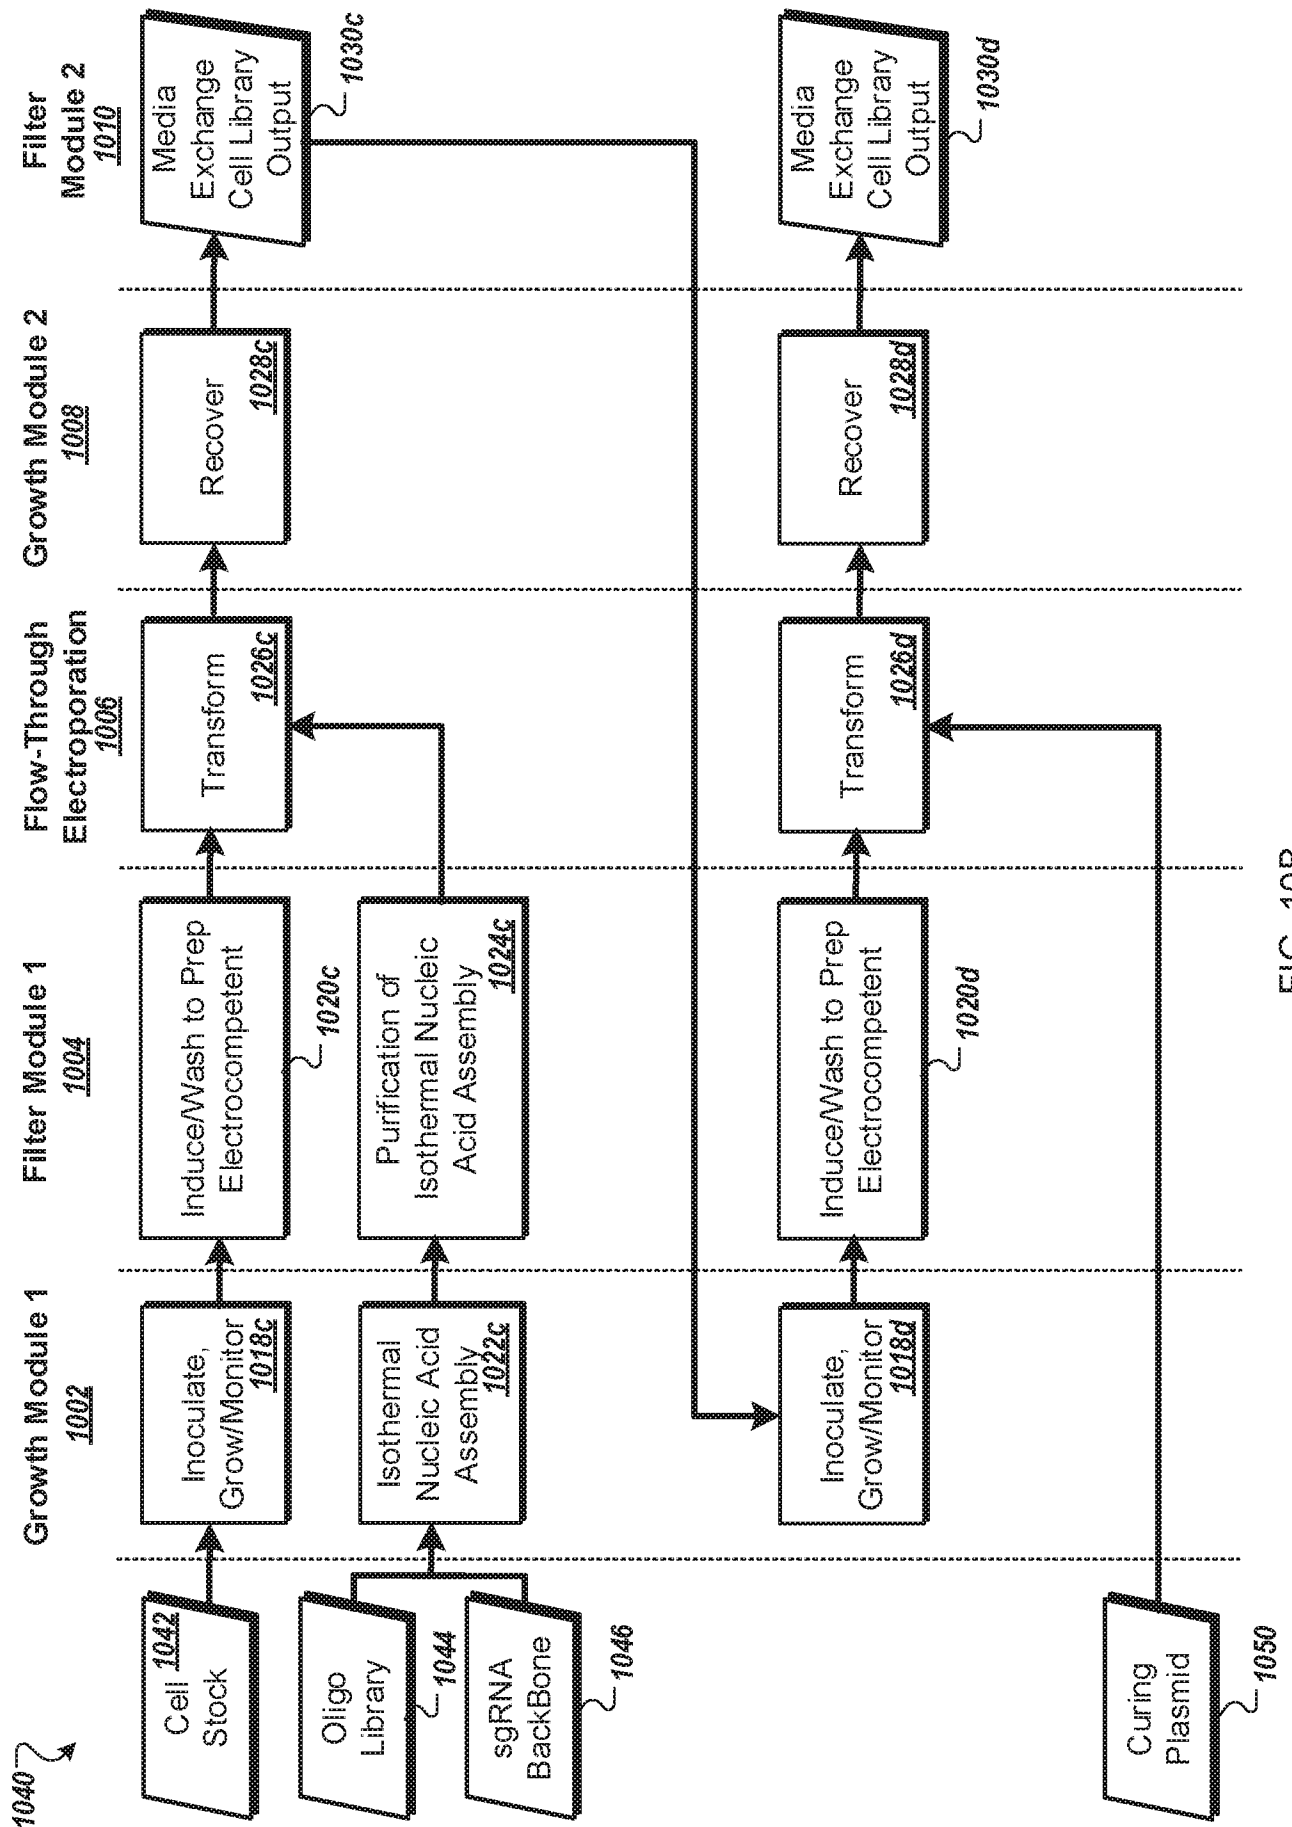 1040
Growth Module 1
1002
Filter Module 1
1004
Flow-Through
Electroporation
1006
Growth Module 2
1008
Filter
Module 2
1010
Cell
Stock
1042
Inoculate,
Grow/Monitor
1018c
Induce/Wash to Prep
Electrocompetent
1020c
Transform
1026c
Recover
1028c
Media
Exchange
Cell Library
Output
1030c
Oligo
Library
1044
sgRNA
BackBone
1046
Isothermal
Nucleic Acid
Assembly
1022c
Purification of
Isothermal Nucleic
Acid Assembly
1024c
Inoculate,
Grow/Monitor
1018d
Induce/Wash to Prep
Electrocompetent
1020d
Transform
1026d
Recover
1028d
Media
Exchange
Cell Library
Output
1030d
Curing
Plasmid
1050
FIG. 10B